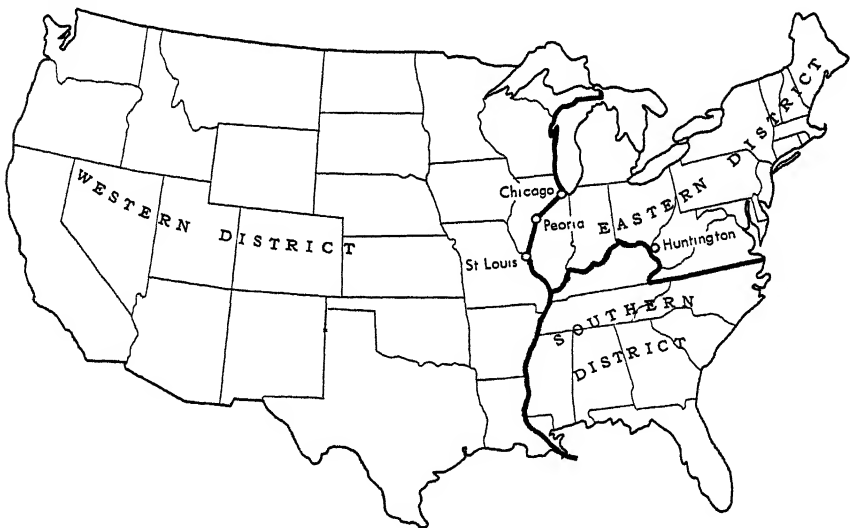 WESTERN DISTRICT
Chicago
Peoria
St Louis
EASTERN DISTRICT
Huntington
SOUTHERN
DISTRICT